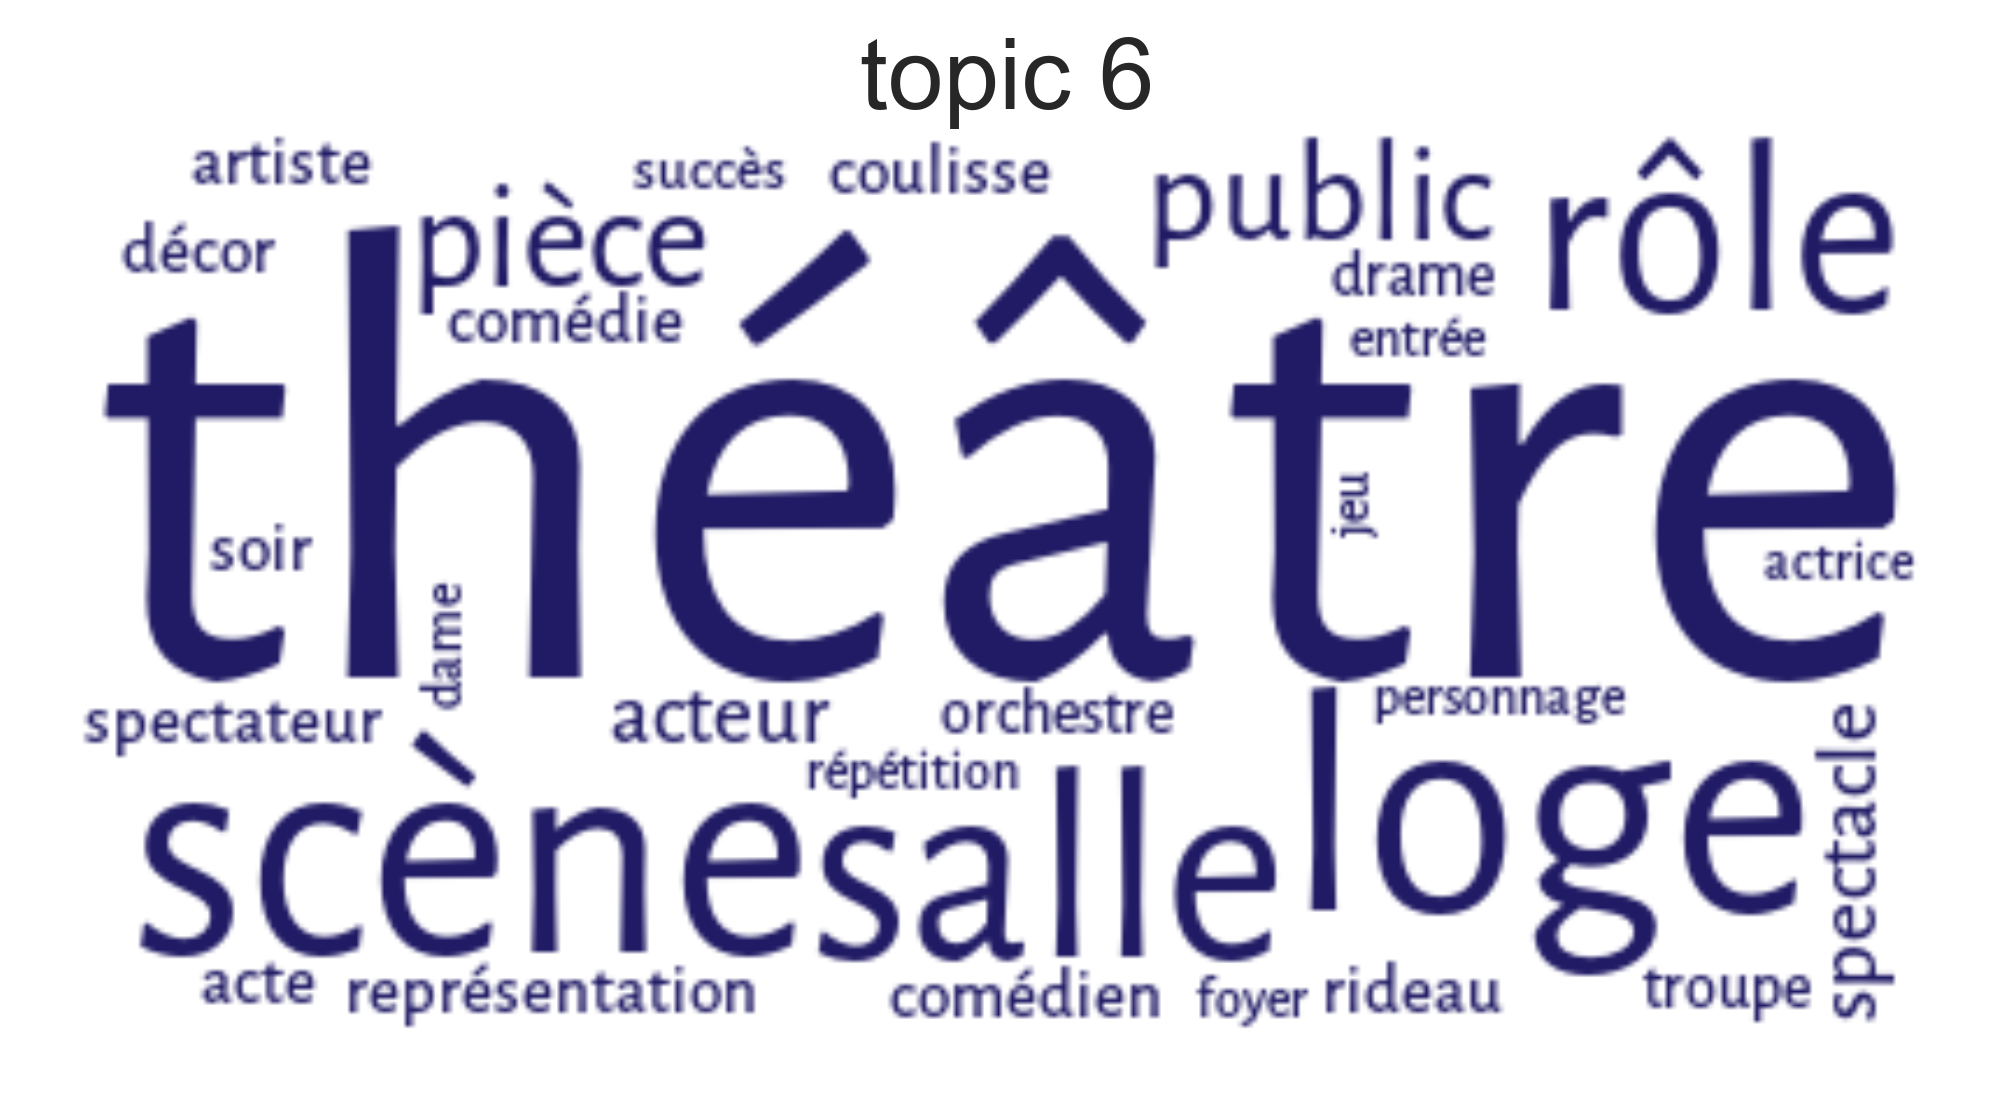 topic 6
artiste
succès
coulisse
public
rôle
décor
pièce
drame
comédie
entrée
théâtre
soir
jeu
actrice
dame
spectateur
acteur
orchestre
personnage
répétition
scène
salle
loge
spectacle
acte
représentation
comédien
foyer
rideau
troupe